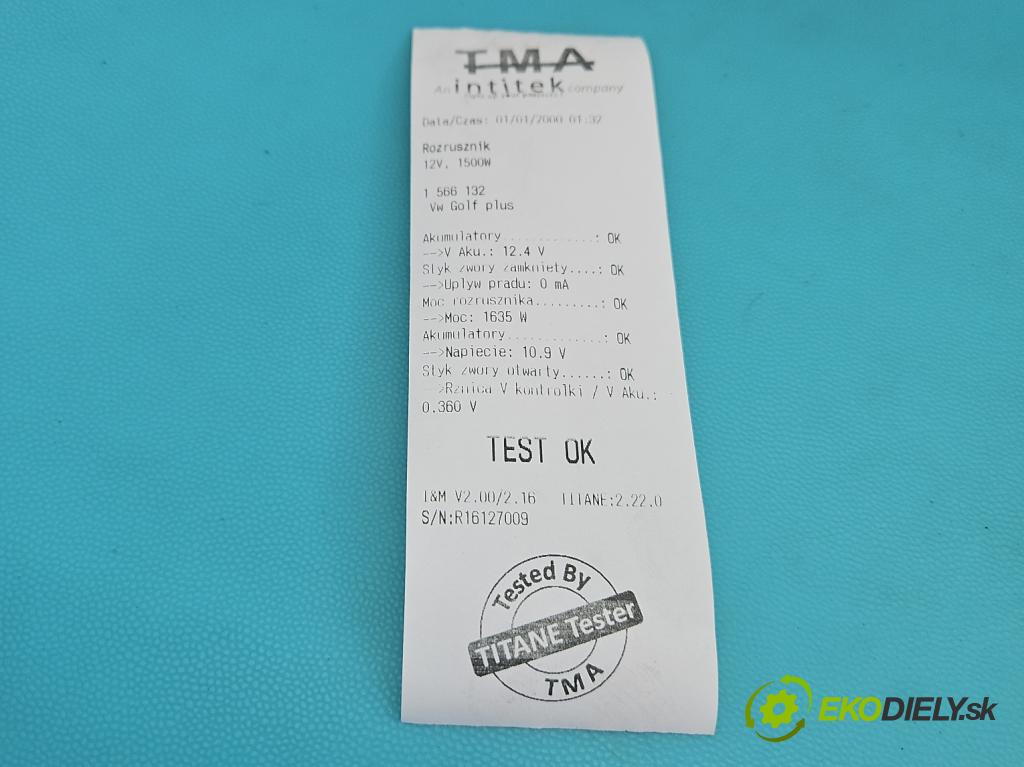 TMA
An intitek company
Data/Czas: 01/01/2000 01:32
Rozrusznik
12V, 1500W
1 566 132
Vw Golf plus
Akumulatory.............: OK
-->V Aku.: 12.4 V
Styk zwory zamkniety....: OK
-->Uplyw pradu: 0 mA
Moc rozrusznika.........: OK
-->Moc: 1635 W
Akumulatory.............: OK
-->Napiecie: 10.9 V
Styk zwory otwarty......: OK
-->Rznica V kontrolki / V Aku.:
0.360 V
TEST OK
I&M V2.00/2.16 TITANE:2.22.0
S/N:R16127009
Tested By
TITANE Tester
TMA
EKODIELY.sk